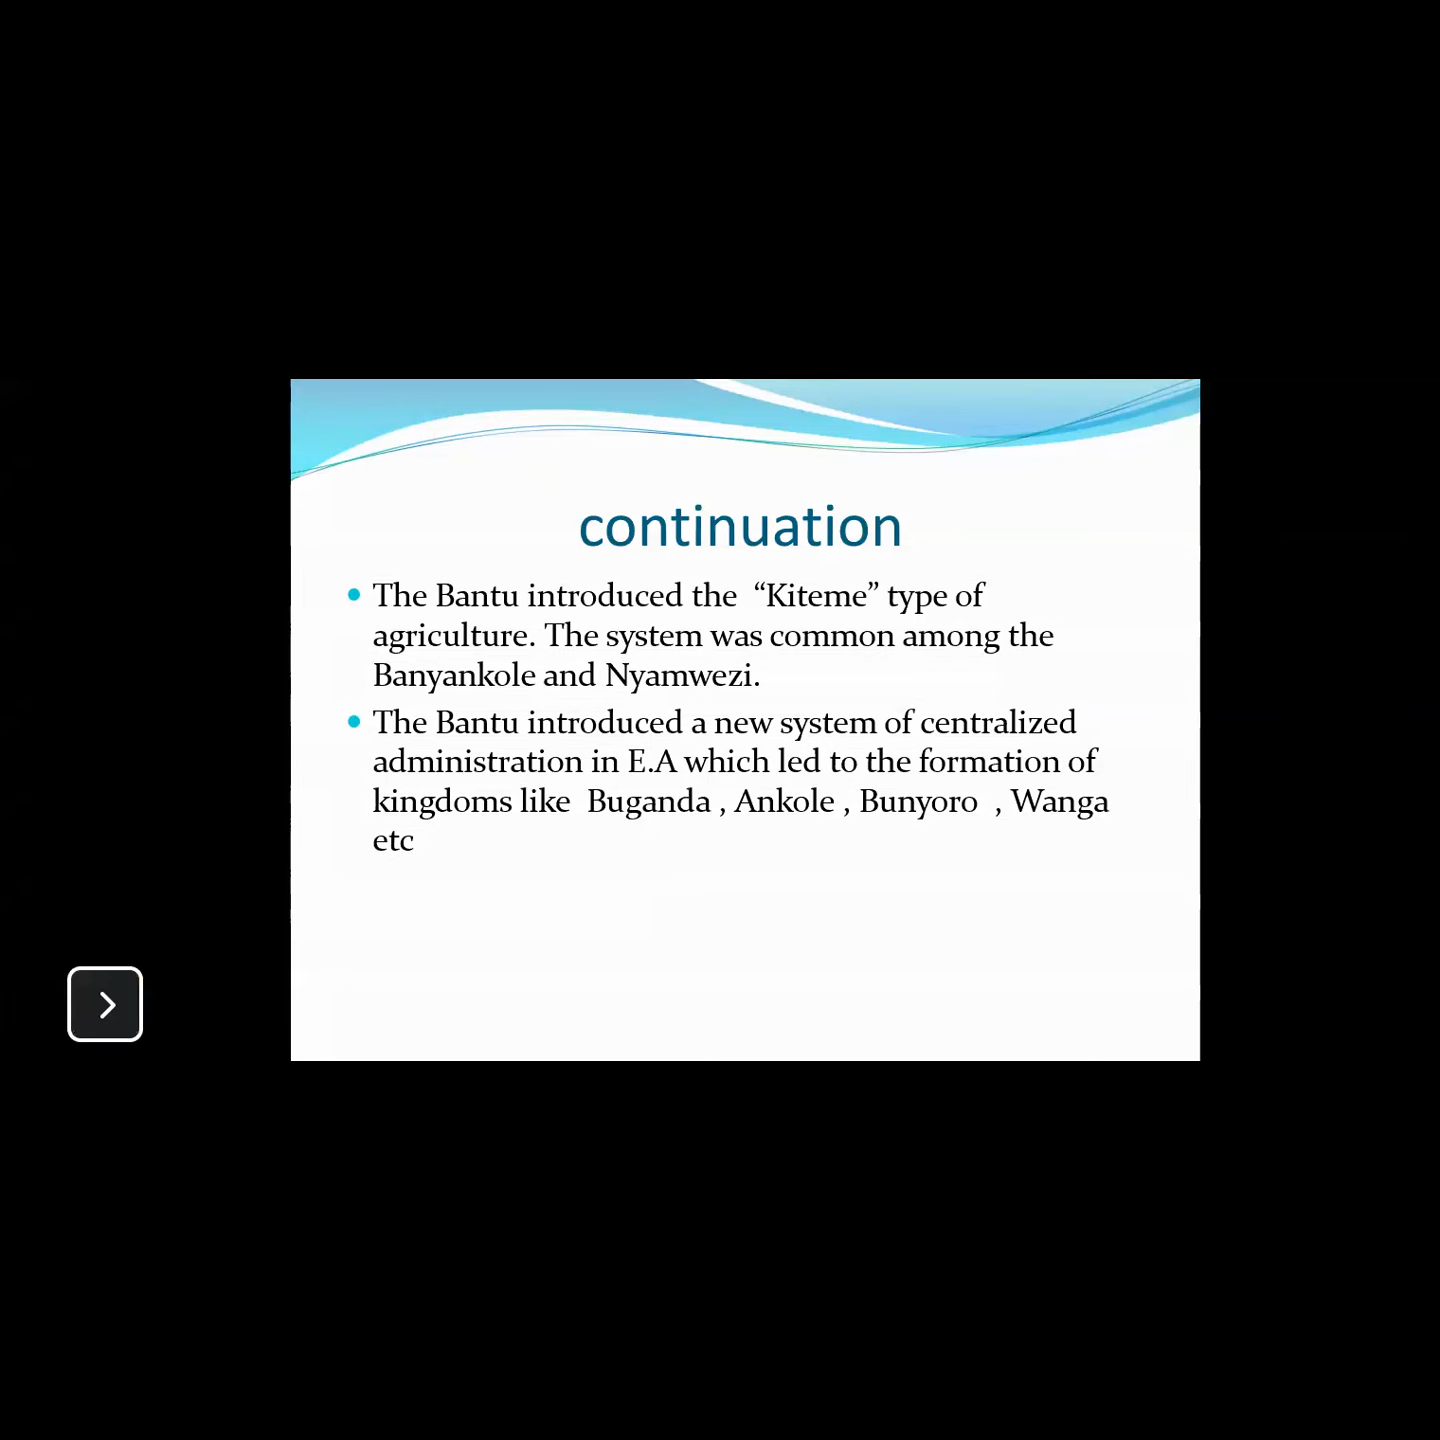 continuation
• The Bantu introduced the “Kiteme” type of
agriculture. The system was common among the
Banyankole and Nyamwezi.
• The Bantu introduced a new system of centralized
administration in E.A which led to the formation of
kingdoms like Buganda , Ankole , Bunyoro , Wanga
etc